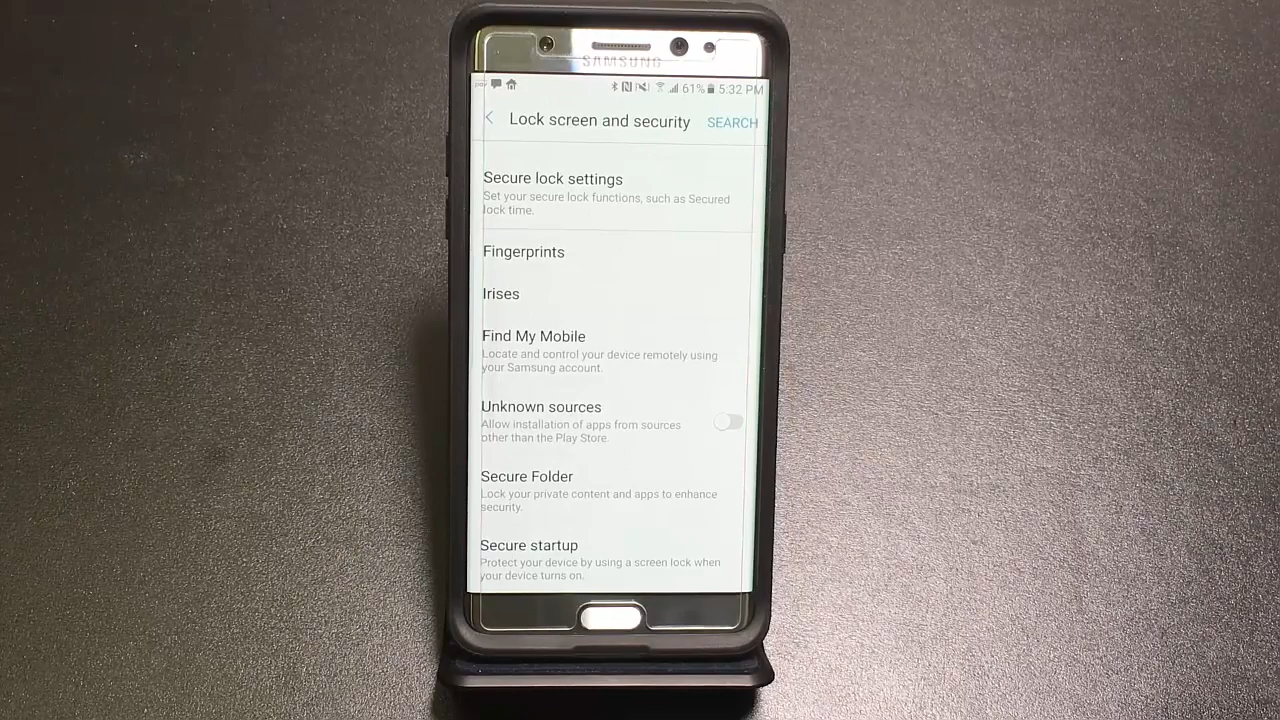 SAMSUNG
61% 5:32 PM
Lock screen and security
SEARCH
Secure lock settings
Set your secure lock functions, such as Secured
lock time.
Fingerprints
Irises
Find My Mobile
Locate and control your device remotely using
your Samsung account.
Unknown sources
Allow installation of apps from sources
other than the Play Store.
Secure Folder
Lock your private content and apps to enhance
security.
Secure startup
Protect your device by using a screen lock when
your device turns on.